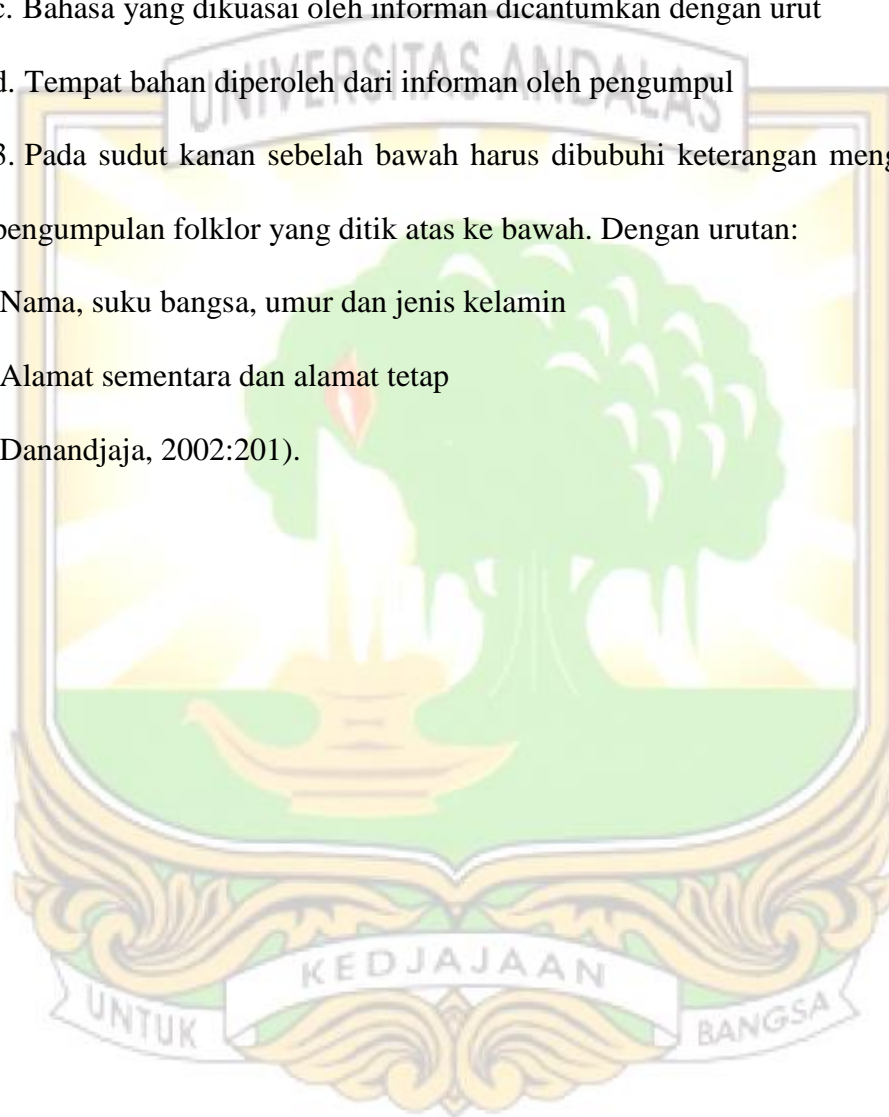 c. Bahasa yang dikuasai oleh informan dicantumkan dengan urut
d. Tempat bahan diperoleh dari informan oleh pengumpul
3. Pada sudut kanan sebelah bawah harus dibubuhi keterangan
pengumpulan folklor yang ditik atas ke bawah. Dengan urutan:
Nama, suku bangsa, umur dan jenis kelamin
Alamat sementara dan alamat tetap
Danandjaja, 2002:201).
UNIVERSITAS ANDALAS
UNTUK KEDJAJAAN BANGSA